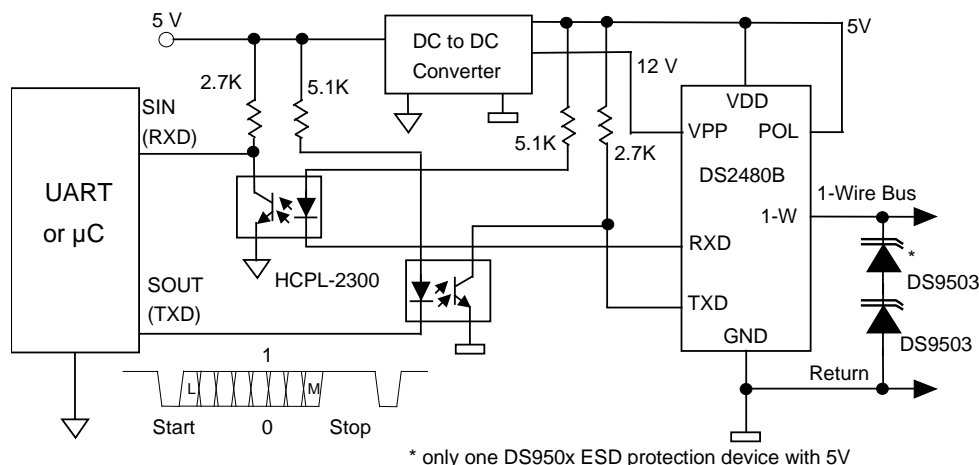 5 V
DC to DC
Converter
5V
12 V
2.7K
5.1K
5.1K
2.7K
SIN
(RXD)
UART
or µC
SOUT
(TXD)
HCPL-2300
VDD
VPP
POL
DS2480B
1-W
RXD
TXD
GND
1-Wire Bus
*
DS9503
DS9503
Return
1
L
M
Start
0
Stop
* only one DS950x ESD protection device with 5V